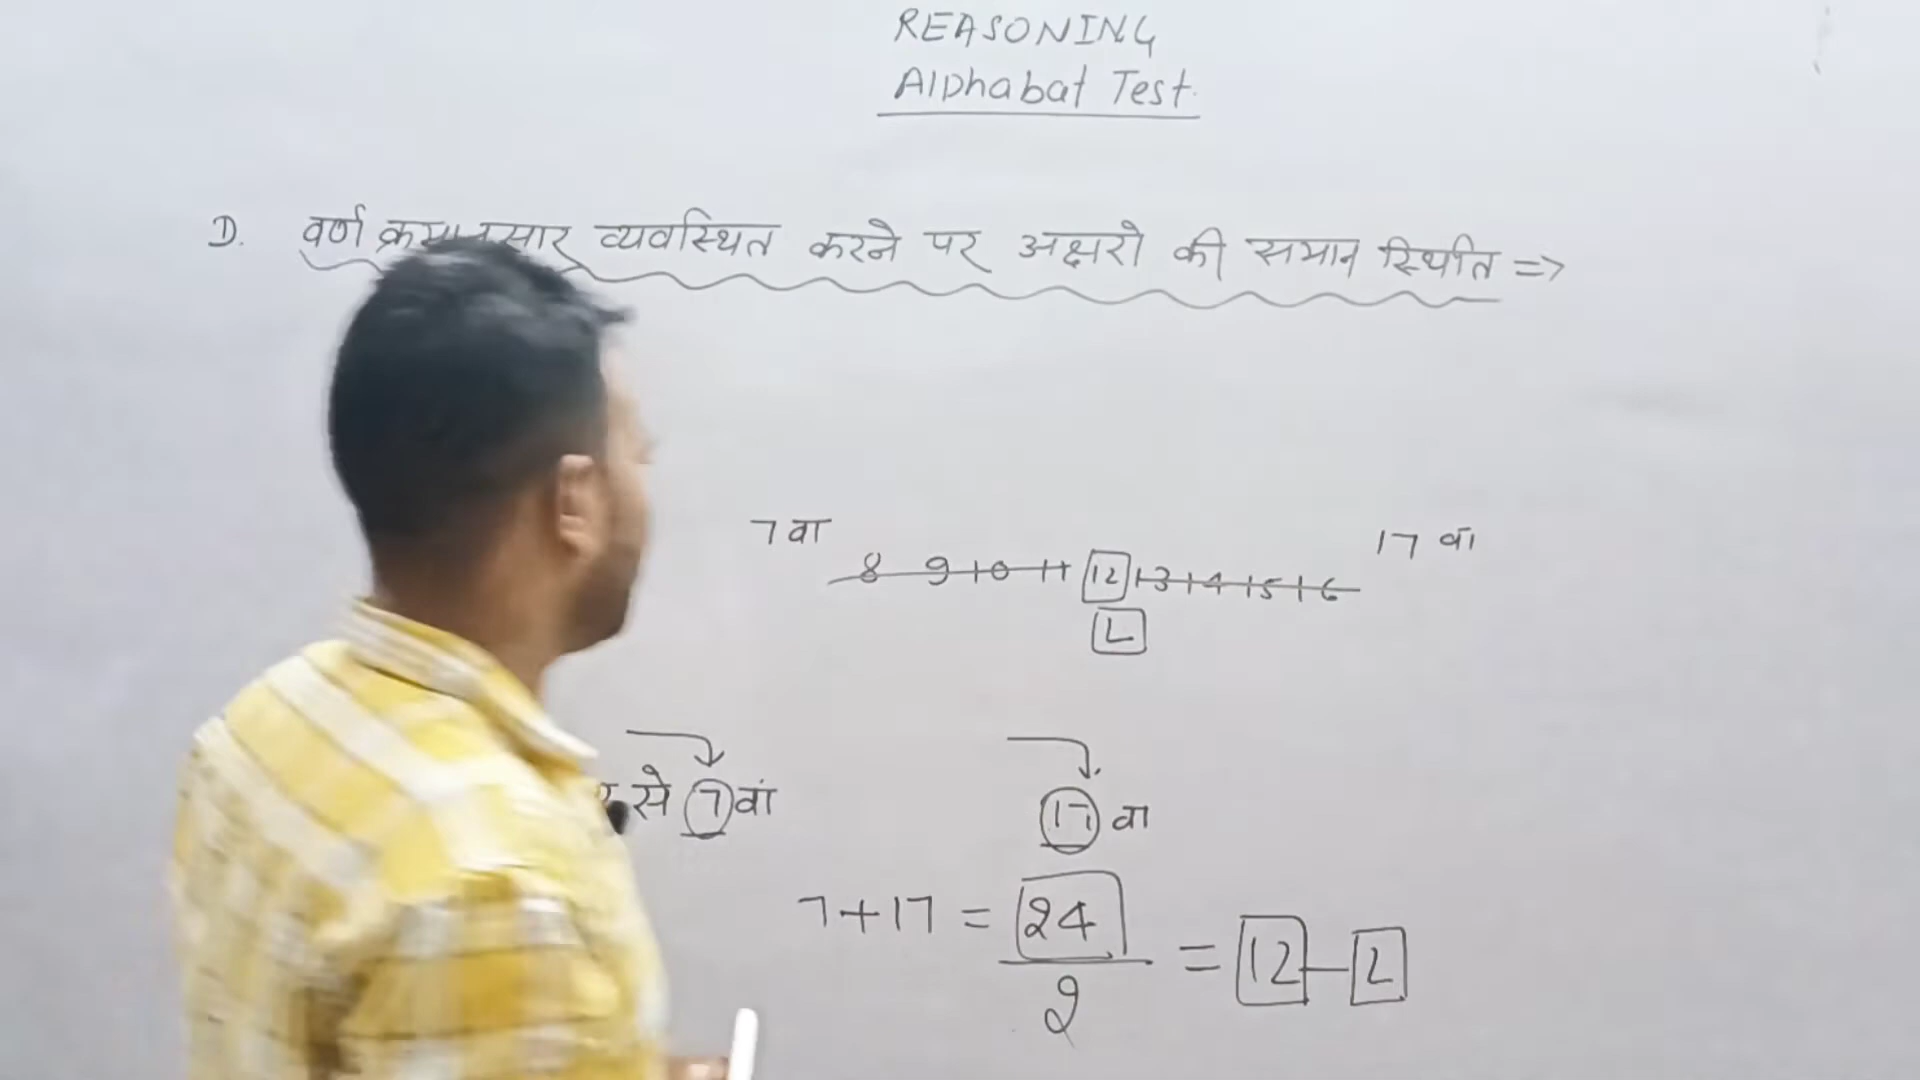 REASONING
Alphabat Test.
D. वर्ण क्रमानुसार व्यवस्थित करने पर अक्षरो की समान स्थिति =>
7 वा 17 वां
8 9 10 11 12 13 14 15 16
L
से 7 वां 17 वा
7+17 = 24
2
= 12 - L